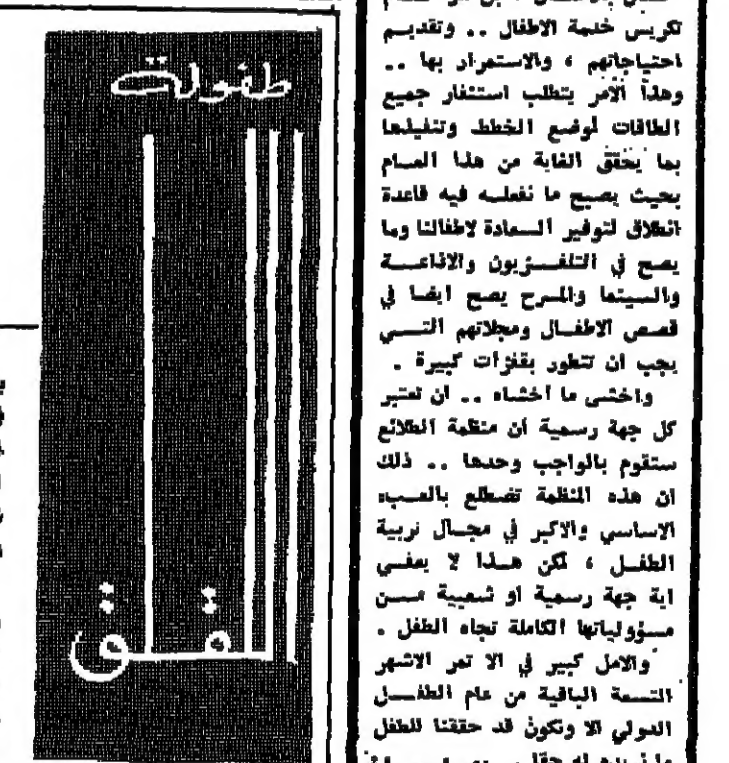 تكريس خدمة الاطفال .. وتقديم
احتياجاتهم ، والاستمرار بها ..
وهذا الأمر يتطلب استنفار جميع
الطاقات لوضع الخطط وتنفيذها
بما يحقق الغاية من هذا العام
بحيث يصبح ما نفعله فيه قاعدة
انطلاق لتوفير السعادة لاطفالنا وما
يصح في التلفزيون والاذاعة
والسينما والمسرح يصح ايضا في
قصص الاطفال ومجلاتهم التي
يجب ان تتطور بقفزات كبيرة .
واخشى ما اخشاه .. ان تعتبر
كل جهة رسمية ان منظمة الطلائع
ستقوم بالواجب وحدها .. ذلك
ان هذه المنظمة تضطلع بالعبء
الاساسي والاكبر في مجال تربية
الطفل ، لكن هذا لا يعفي
اية جهة رسمية او شعبية من
مسؤولياتها الكاملة تجاه الطفل .
والامل كبير في الا تمر الاشهر
التسعة الباقية من عام الطفل
الدولي الا ونكون قد حققنا للطفل
طفولة
القلق